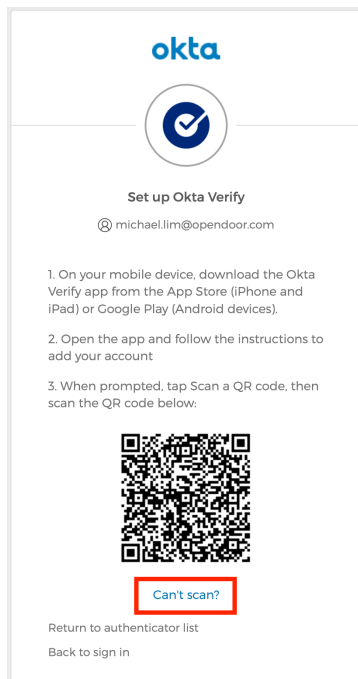 okta
Set up Okta Verify
michael.lim@opendoor.com
1. On your mobile device, download the Okta
Verify app from the App Store (iPhone and
iPad) or Google Play (Android devices).
2. Open the app and follow the instructions to
add your account
3. When prompted, tap Scan a QR code, then
scan the QR code below:
Can't scan?
Return to authenticator list
Back to sign in